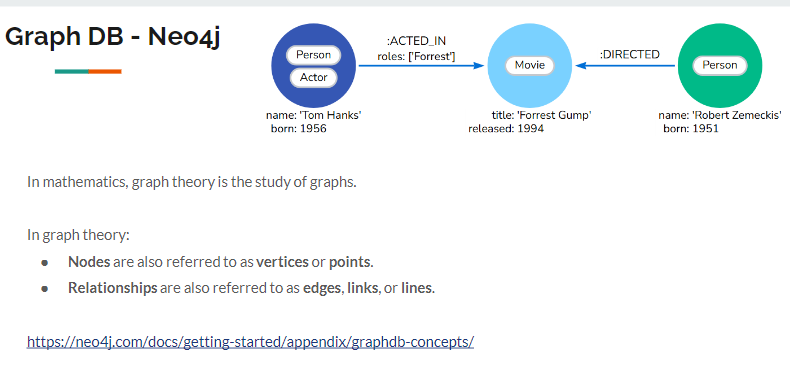 Graph DB - Neo4j
Person
Actor
:ACTED_IN
roles: ['Forrest']
Movie
:DIRECTED
Person
name: 'Tom Hanks'
born: 1956
title: 'Forrest Gump'
released: 1994
name: 'Robert Zemeckis'
born: 1951
In mathematics, graph theory is the study of graphs.
In graph theory:
● Nodes are also referred to as vertices or points.
● Relationships are also referred to as edges, links, or lines.
https://neo4j.com/docs/getting-started/appendix/graphdb-concepts/